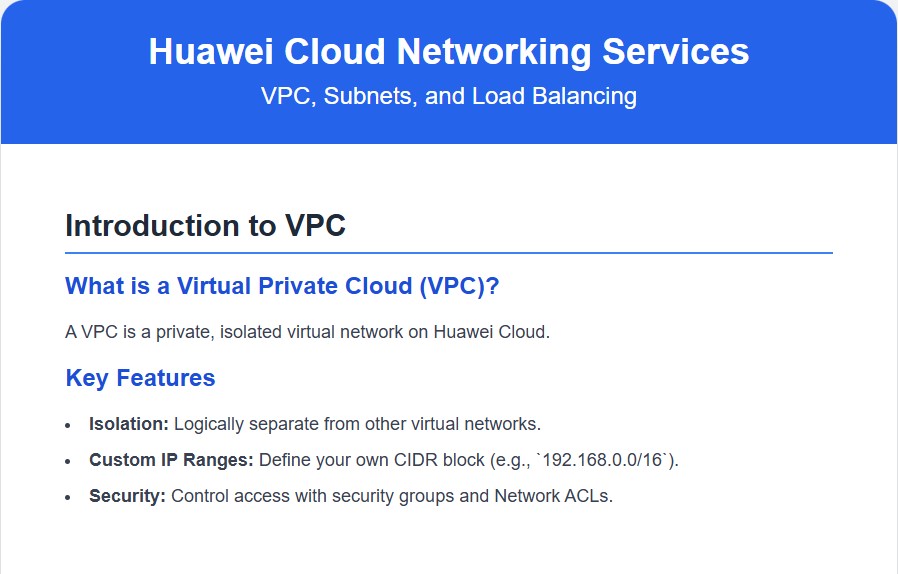 Huawei Cloud Networking Services
VPC, Subnets, and Load Balancing
Introduction to VPC
What is a Virtual Private Cloud (VPC)?
A VPC is a private, isolated virtual network on Huawei Cloud.
Key Features
• Isolation: Logically separate from other virtual networks.
• Custom IP Ranges: Define your own CIDR block (e.g., `192.168.0.0/16`).
• Security: Control access with security groups and Network ACLs.